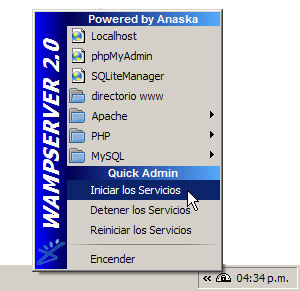 WAMPSERVER 2.0
Powered by Anaska
Localhost
phpMyAdmin
SQLiteManager
directorio www
Apache
PHP
MySQL
Quick Admin
Iniciar los Servicios
Detener los Servicios
Reiniciar los Servicios
Encender
« 04:34 p.m.